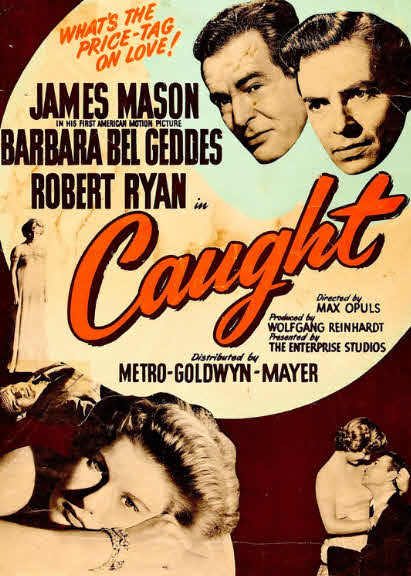 WHAT'S THE
PRICE-TAG
ON LOVE!
JAMES MASON
IN HIS FIRST AMERICAN MOTION PICTURE
BARBARA BEL GEDDES
ROBERT RYAN in
Caught
Directed by
MAX OPULS
Produced by
WOLFGANG REINHARDT
Presented by
THE ENTERPRISE STUDIOS
Distributed by
METRO-GOLDWYN-MAYER